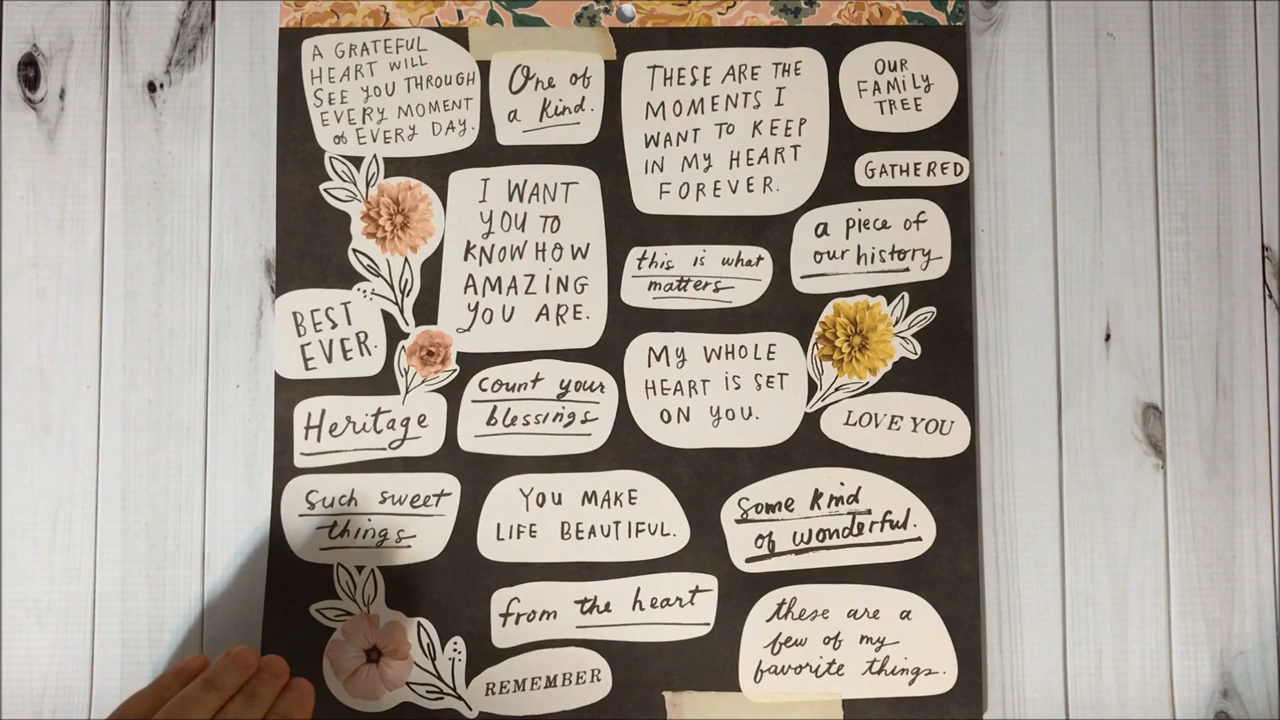 A GRATEFUL
HEART WILL
SEE YOU THROUGH
EVERY MOMENT
of EVERY DAY.
One of
a Kind.
THESE ARE THE
MOMENTS I
WANT TO KEEP
IN MY HEART
FOREVER.
OUR
FAMiLY
TREE
GATHERED
I WANT
YOU TO
KNOW HOW
AMAZING
YOU ARE.
a piece of
our history
this is what
matters
BEST
EVER.
MY WHOLE
HEART iS SET
ON YOU.
Heritage
count your
blessings
LOVE YOU
Such sweet
things
YOU MAKE
LIFE BEAUTIFUL.
Some kind
of wonderful.
from the heart
these are a
few of my
favorite things.
REMEMBER